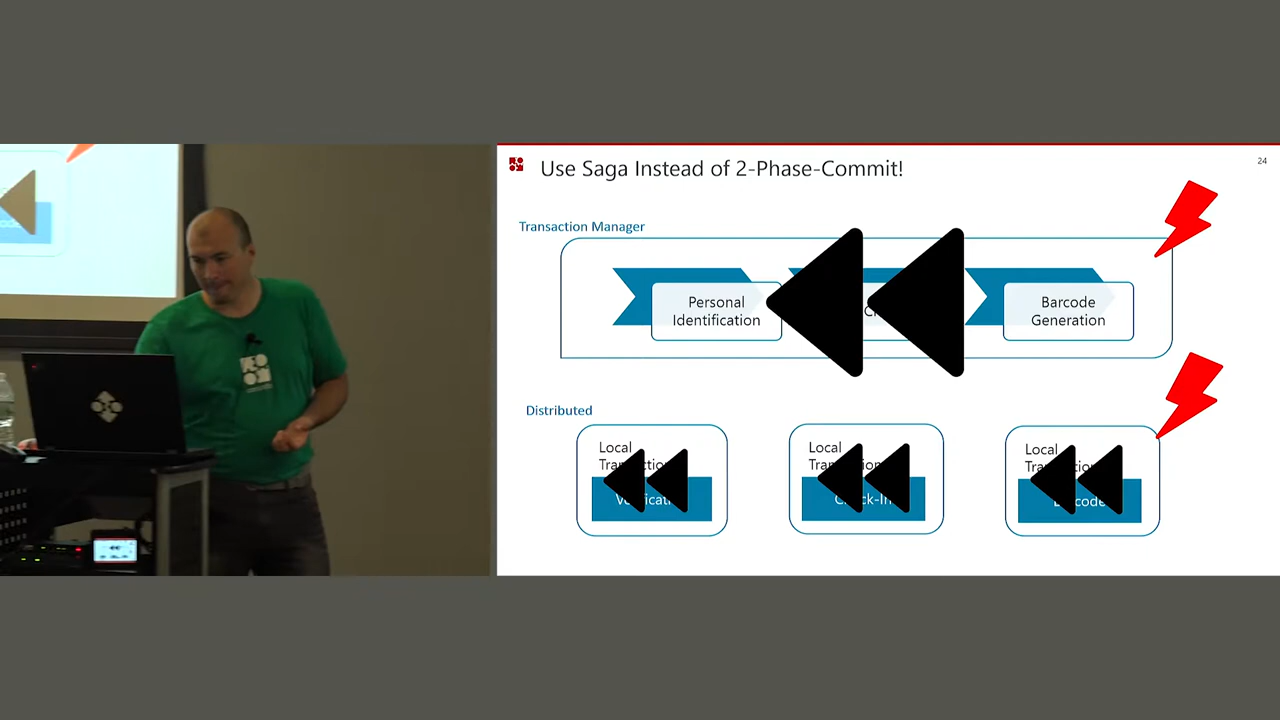 Use Saga Instead of 2-Phase-Commit!
24
Transaction Manager
Personal
Identification
Barcode
Generation
Distributed
Local
Local
Local